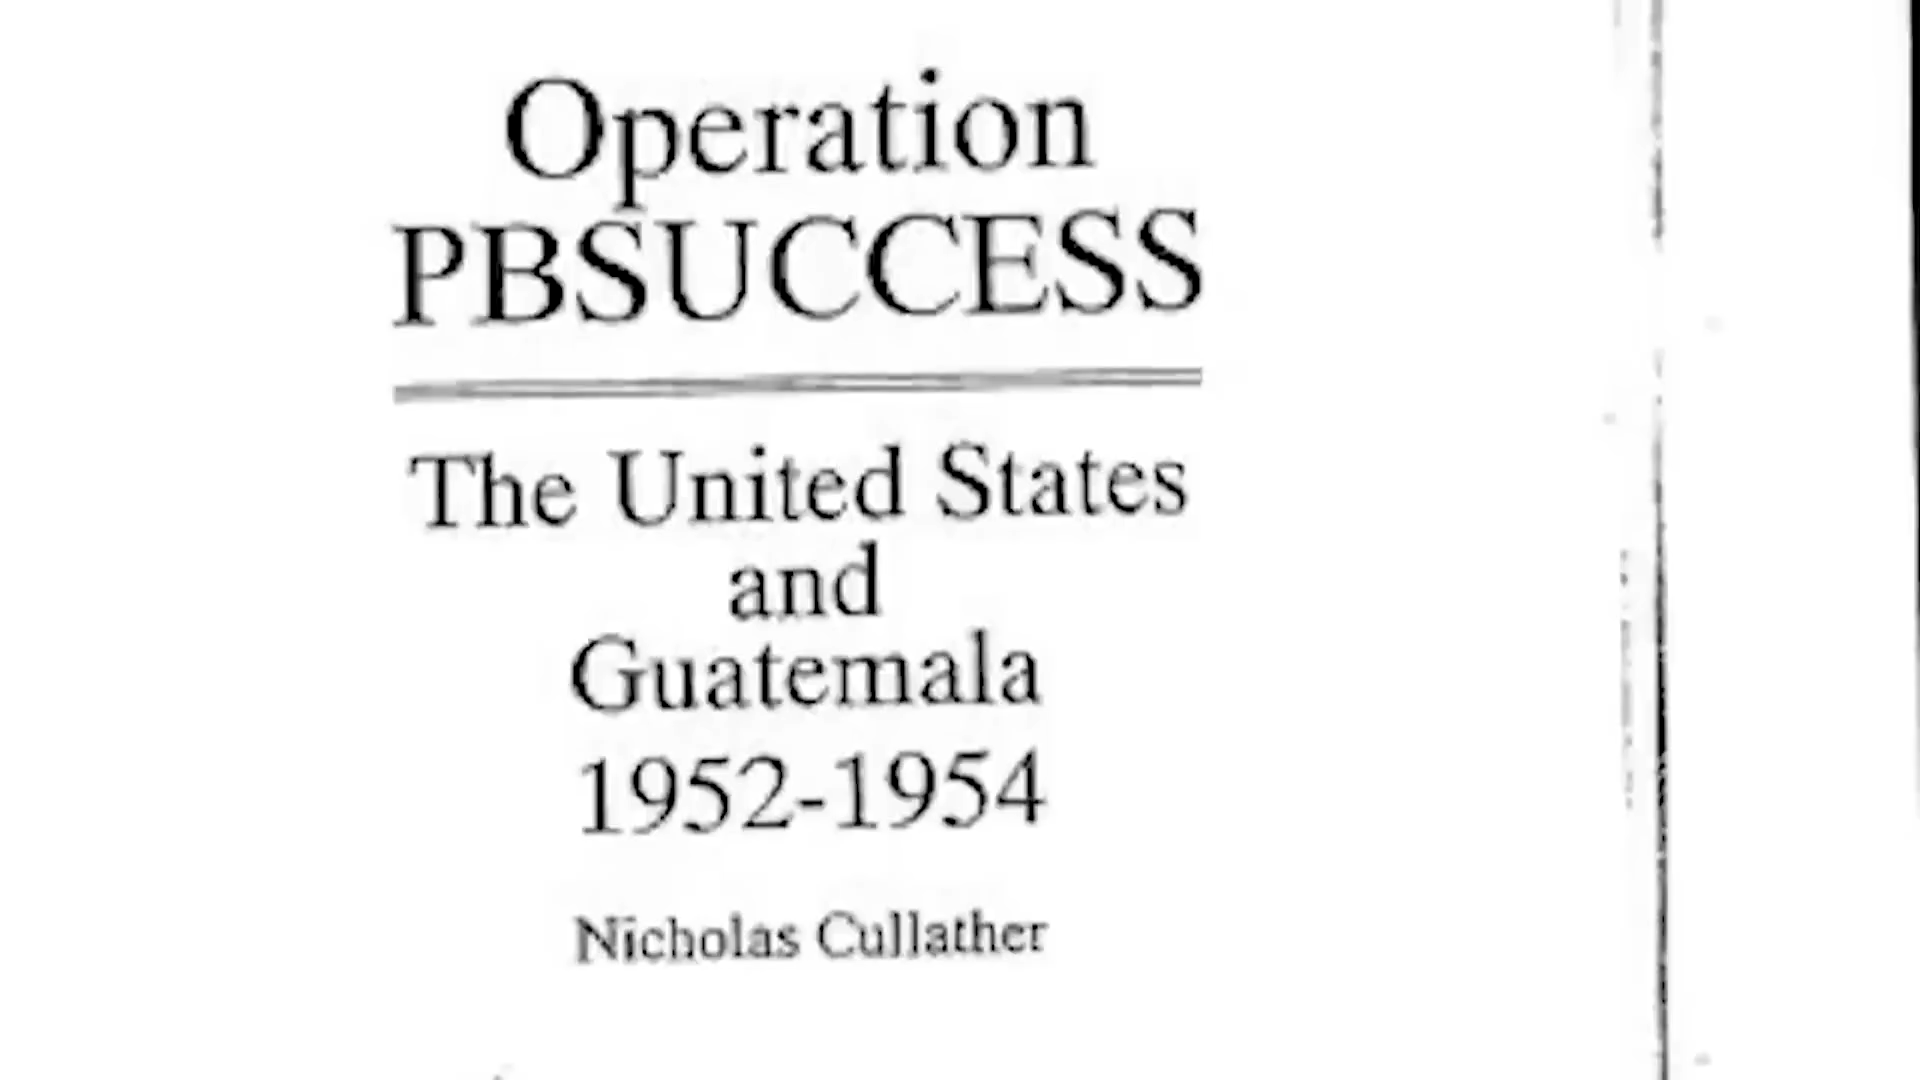 Operation
PBSUCCESS
The United States
and
Guatemala
1952-1954
Nicholas Cullather